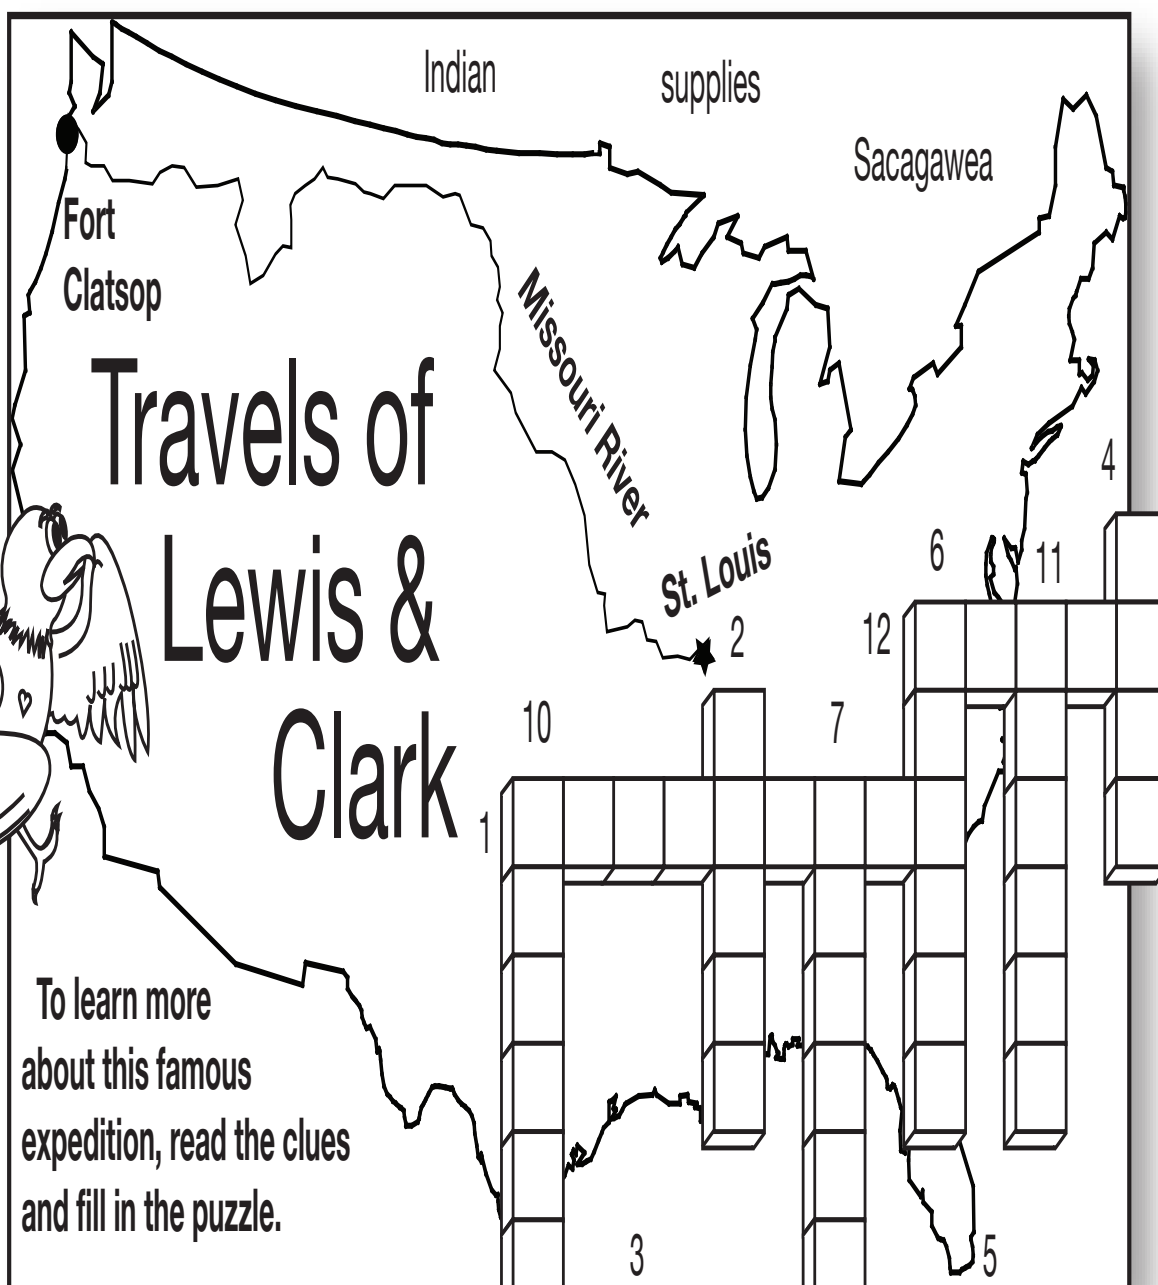 Indian
supplies
Sacagawea
Fort
Clatsop
Missouri River
Travels of
Lewis &
Clark
St. Louis
4
6
11
2
12
10
7
1
To learn more
about this famous
expedition, read the clues
and fill in the puzzle.
3
5